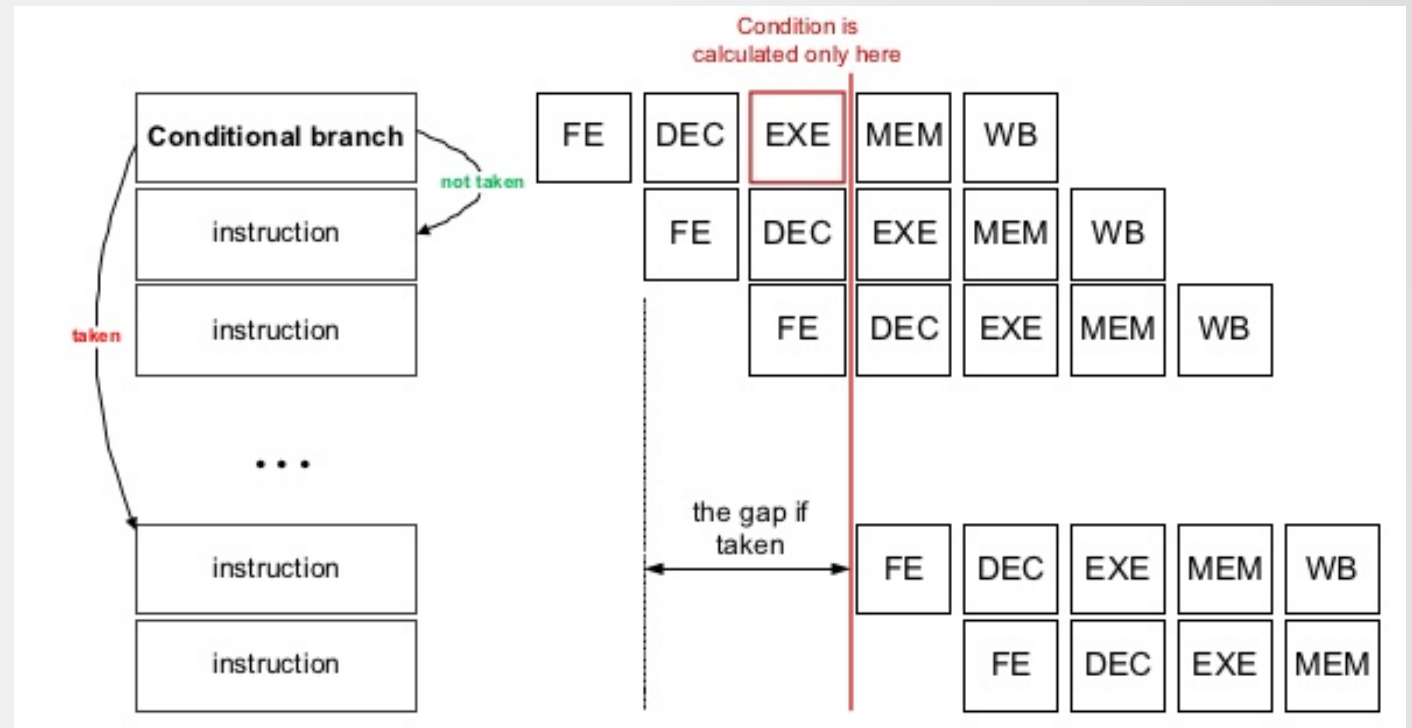 Condition is
calculated only here
Conditional branch
FE DEC EXE MEM WB
not taken
instruction
FE DEC EXE MEM WB
instruction
FE DEC EXE MEM WB
taken
...
the gap if
taken
instruction
FE DEC EXE MEM WB
instruction
FE DEC EXE MEM